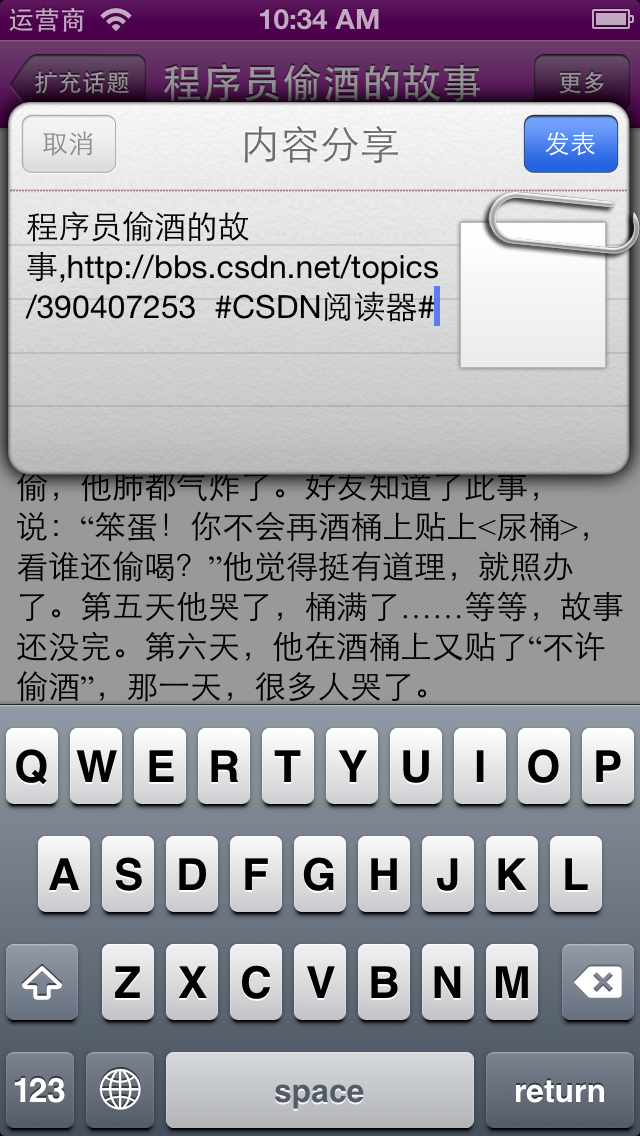 运营商 10:34 AM
扩充话题 程序员偷酒的故事 更多
取消 内容分享 发表
程序员偷酒的故
事,http://bbs.csdn.net/topics
/390407253 #CSDN阅读器#
偷，他肺都气炸了。好友知道了此事，
说：“笨蛋！你不会再酒桶上贴上<尿桶>，
看谁还偷喝？”他觉得挺有道理，就照办
了。第五天他哭了，桶满了……等等，故事
还没完。第六天，他在酒桶上又贴了“不许
偷酒”，那一天，很多人哭了。
Q W E R T Y U I O P
A S D F G H J K L
Z X C V B N M
123 space return